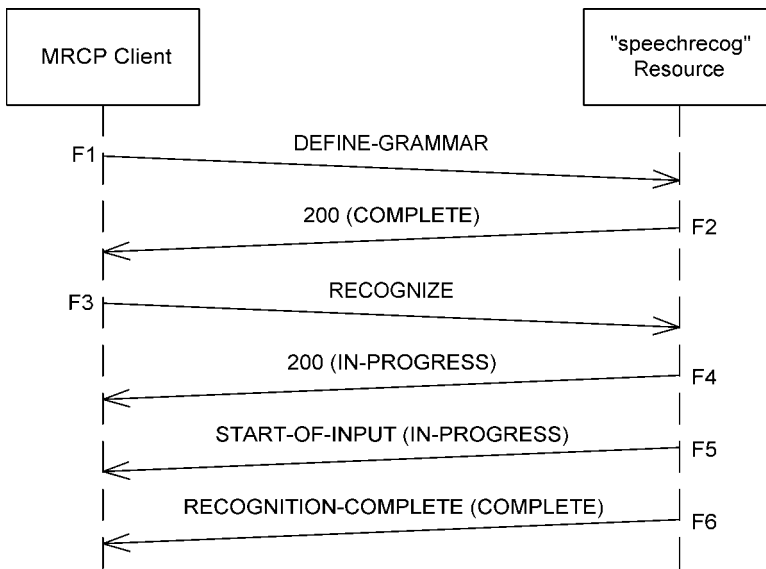 MRCP Client
"speechrecog"
Resource
F1
DEFINE-GRAMMAR
200 (COMPLETE)
F2
F3
RECOGNIZE
200 (IN-PROGRESS)
F4
START-OF-INPUT (IN-PROGRESS)
F5
RECOGNITION-COMPLETE (COMPLETE)
F6